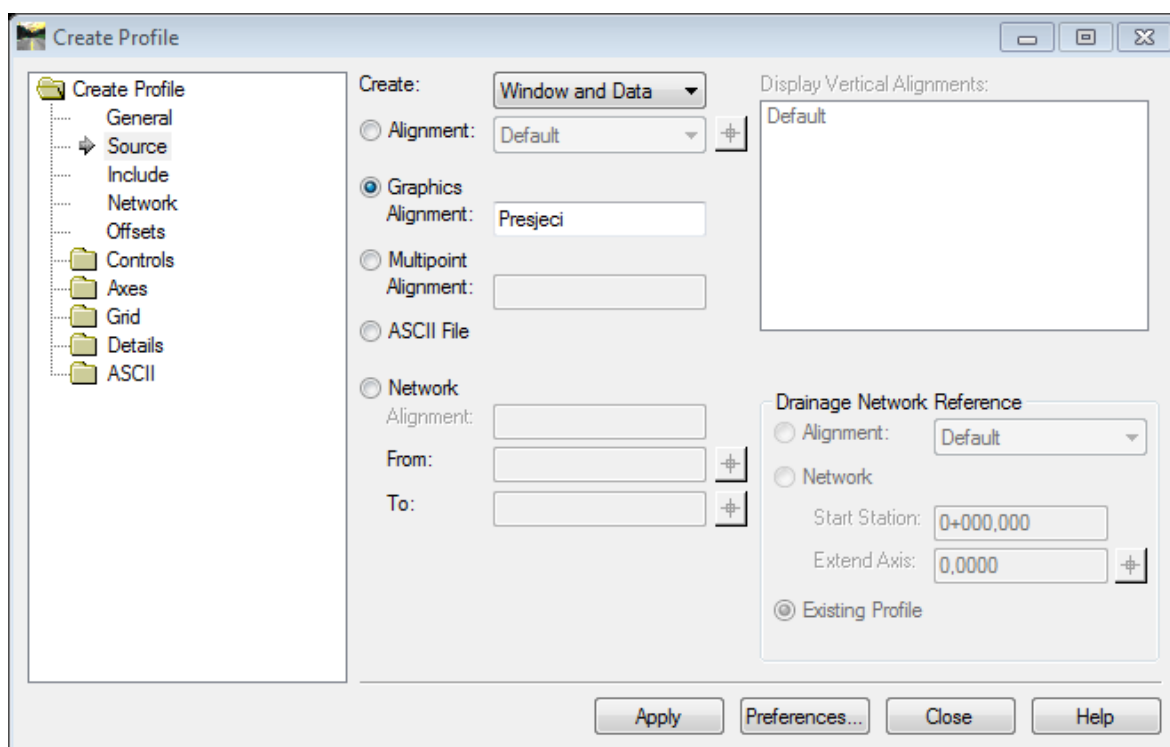 Create Profile
Create Profile
General
Source
Include
Network
Offsets
Controls
Axes
Grid
Details
ASCII
Create: Window and Data
Alignment: Default
Graphics
Alignment: Presjeci
Multipoint
Alignment:
ASCII File
Network
Alignment:
From:
To:
Display Vertical Alignments:
Default
Drainage Network Reference
Alignment: Default
Network
Start Station: 0+000,000
Extend Axis: 0,0000
Existing Profile
Apply Preferences... Close Help